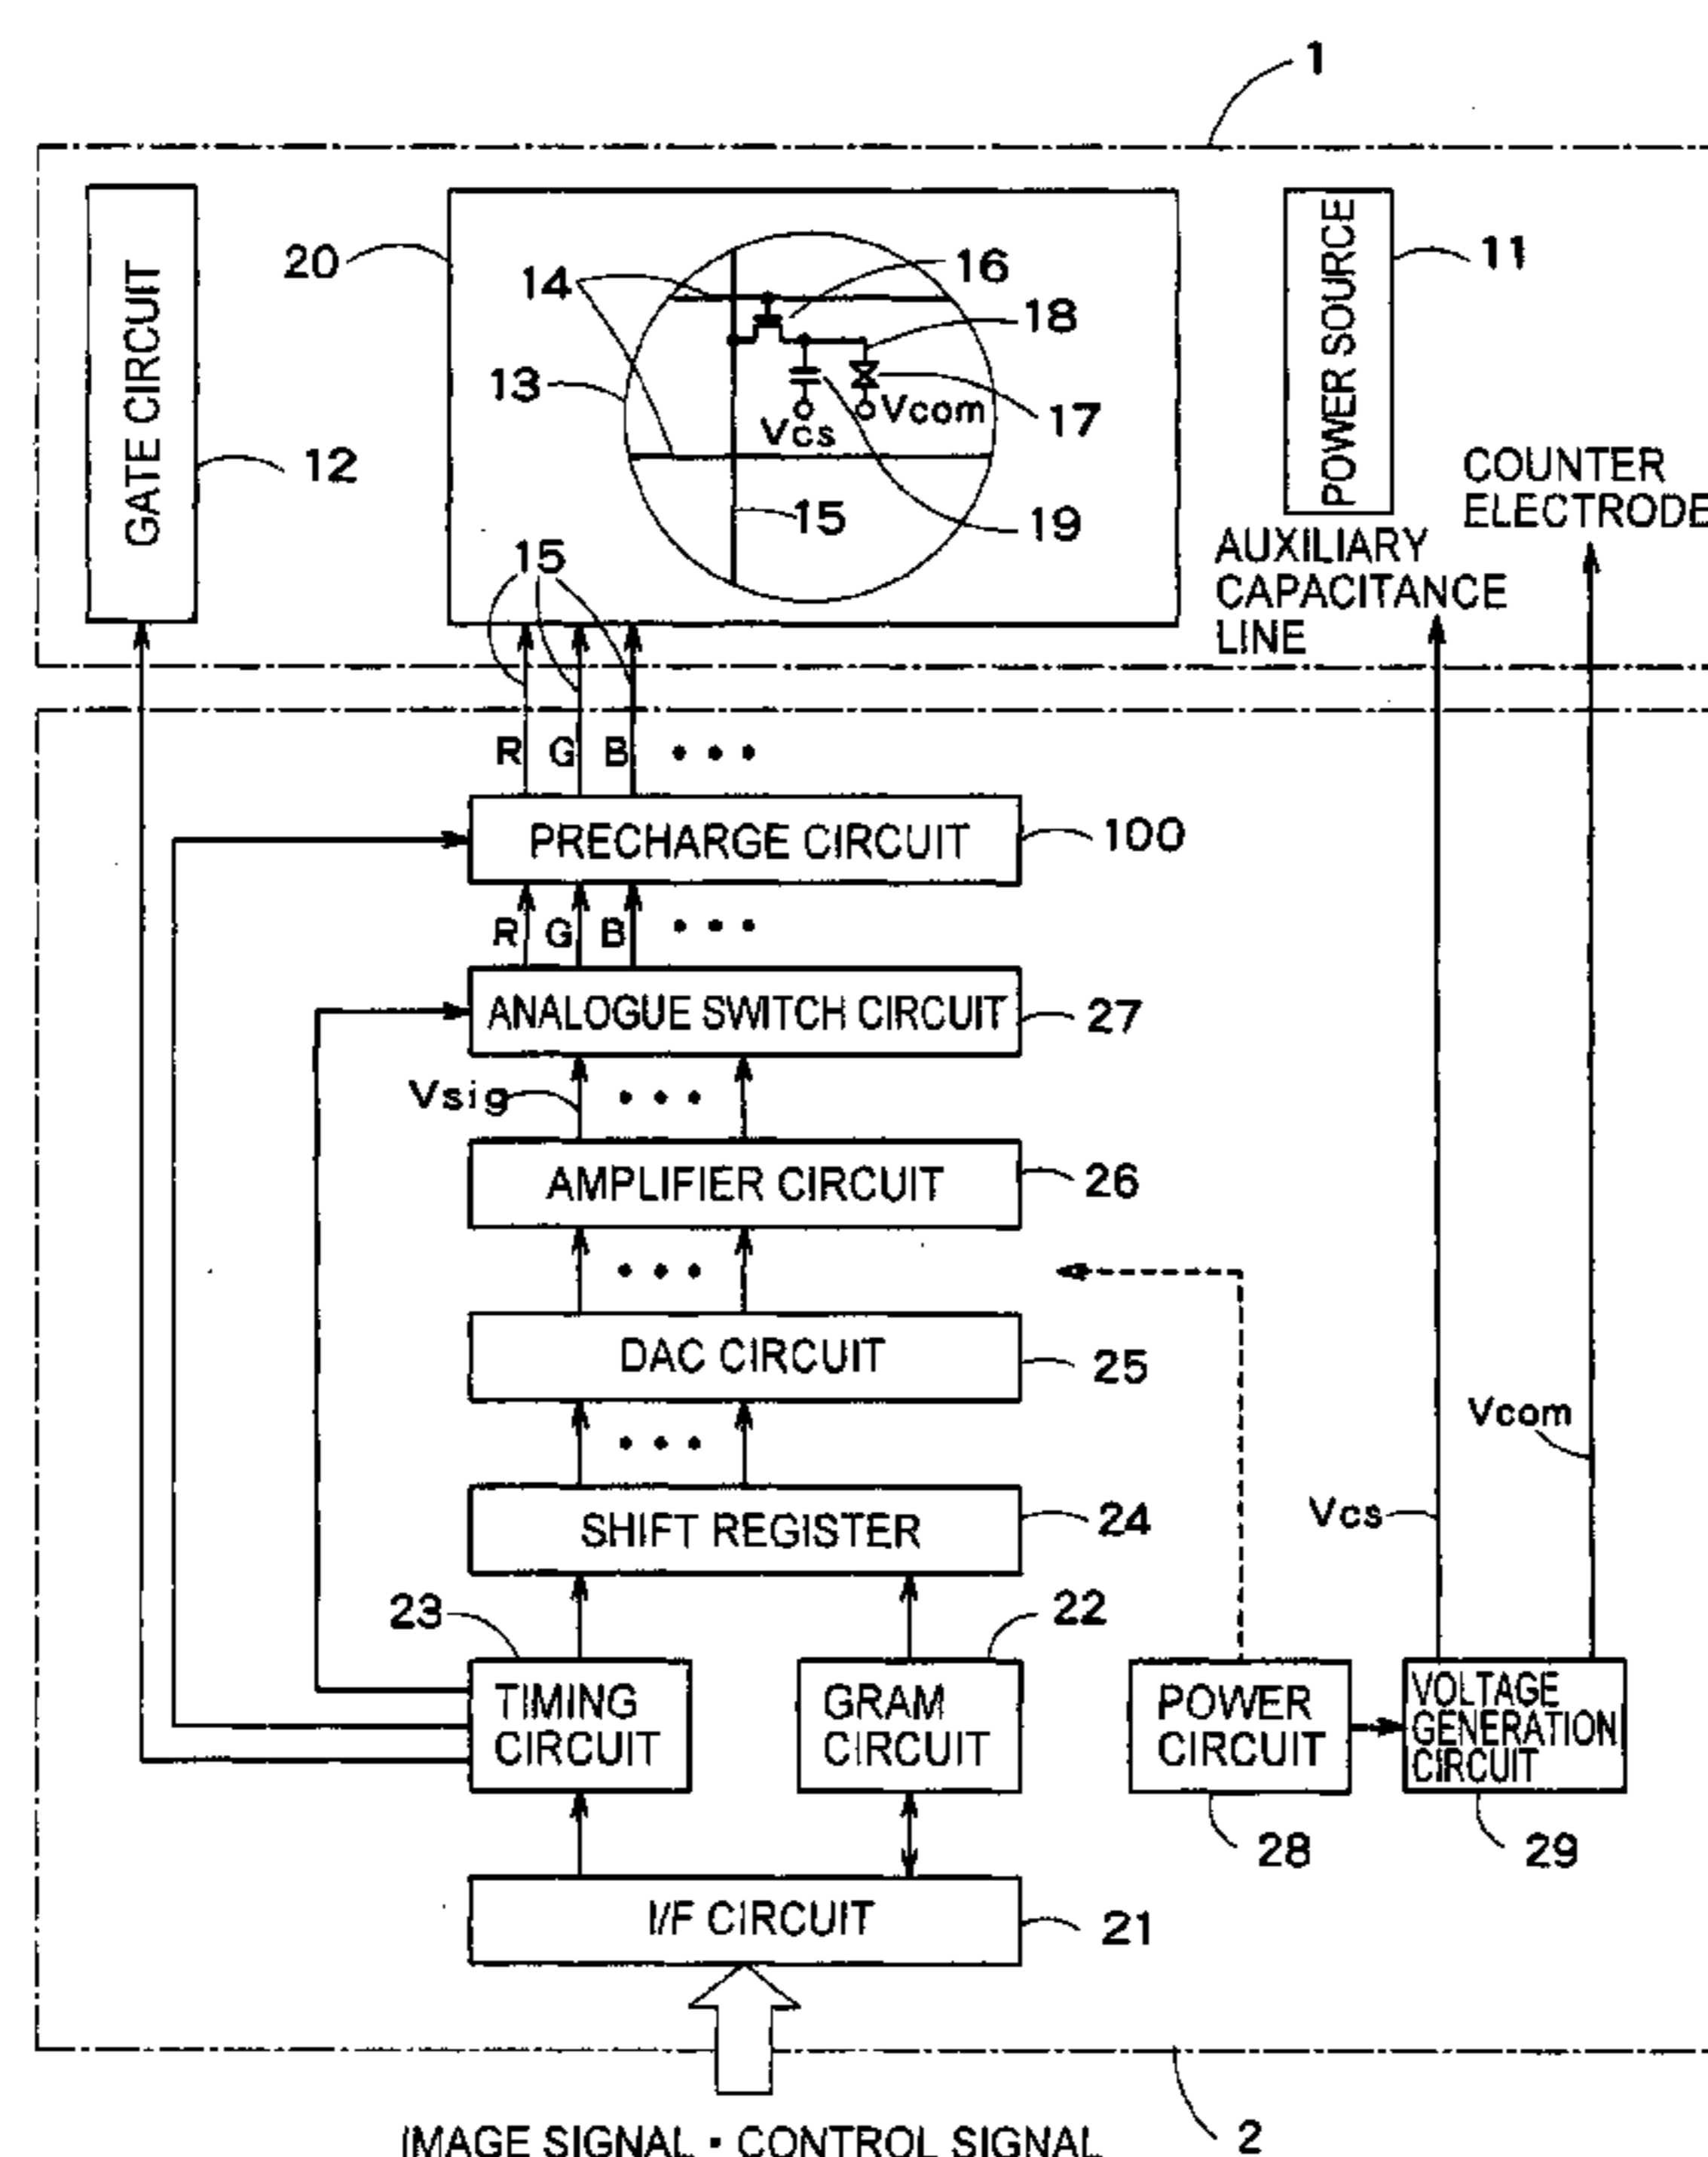 1
GATE CIRCUIT
12
20
13
14
16
18
17
Vcs
Vcom
15
19
POWER SOURCE
11
COUNTER
ELECTRODE
AUXILIARY
CAPACITANCE
LINE
15
R G B • • •
PRECHARGE CIRCUIT
100
R G B • • •
ANALOGUE SWITCH CIRCUIT
27
Vsig
• • •
AMPLIFIER CIRCUIT
26
• • •
DAC CIRCUIT
25
• • •
Vcom
SHIFT REGISTER
24
Vcs
23
22
TIMING
CIRCUIT
GRAM
CIRCUIT
POWER
CIRCUIT
VOLTAGE
GENERATION
CIRCUIT
28
29
I/F CIRCUIT
21
IMAGE SIGNAL • CONTROL SIGNAL
2